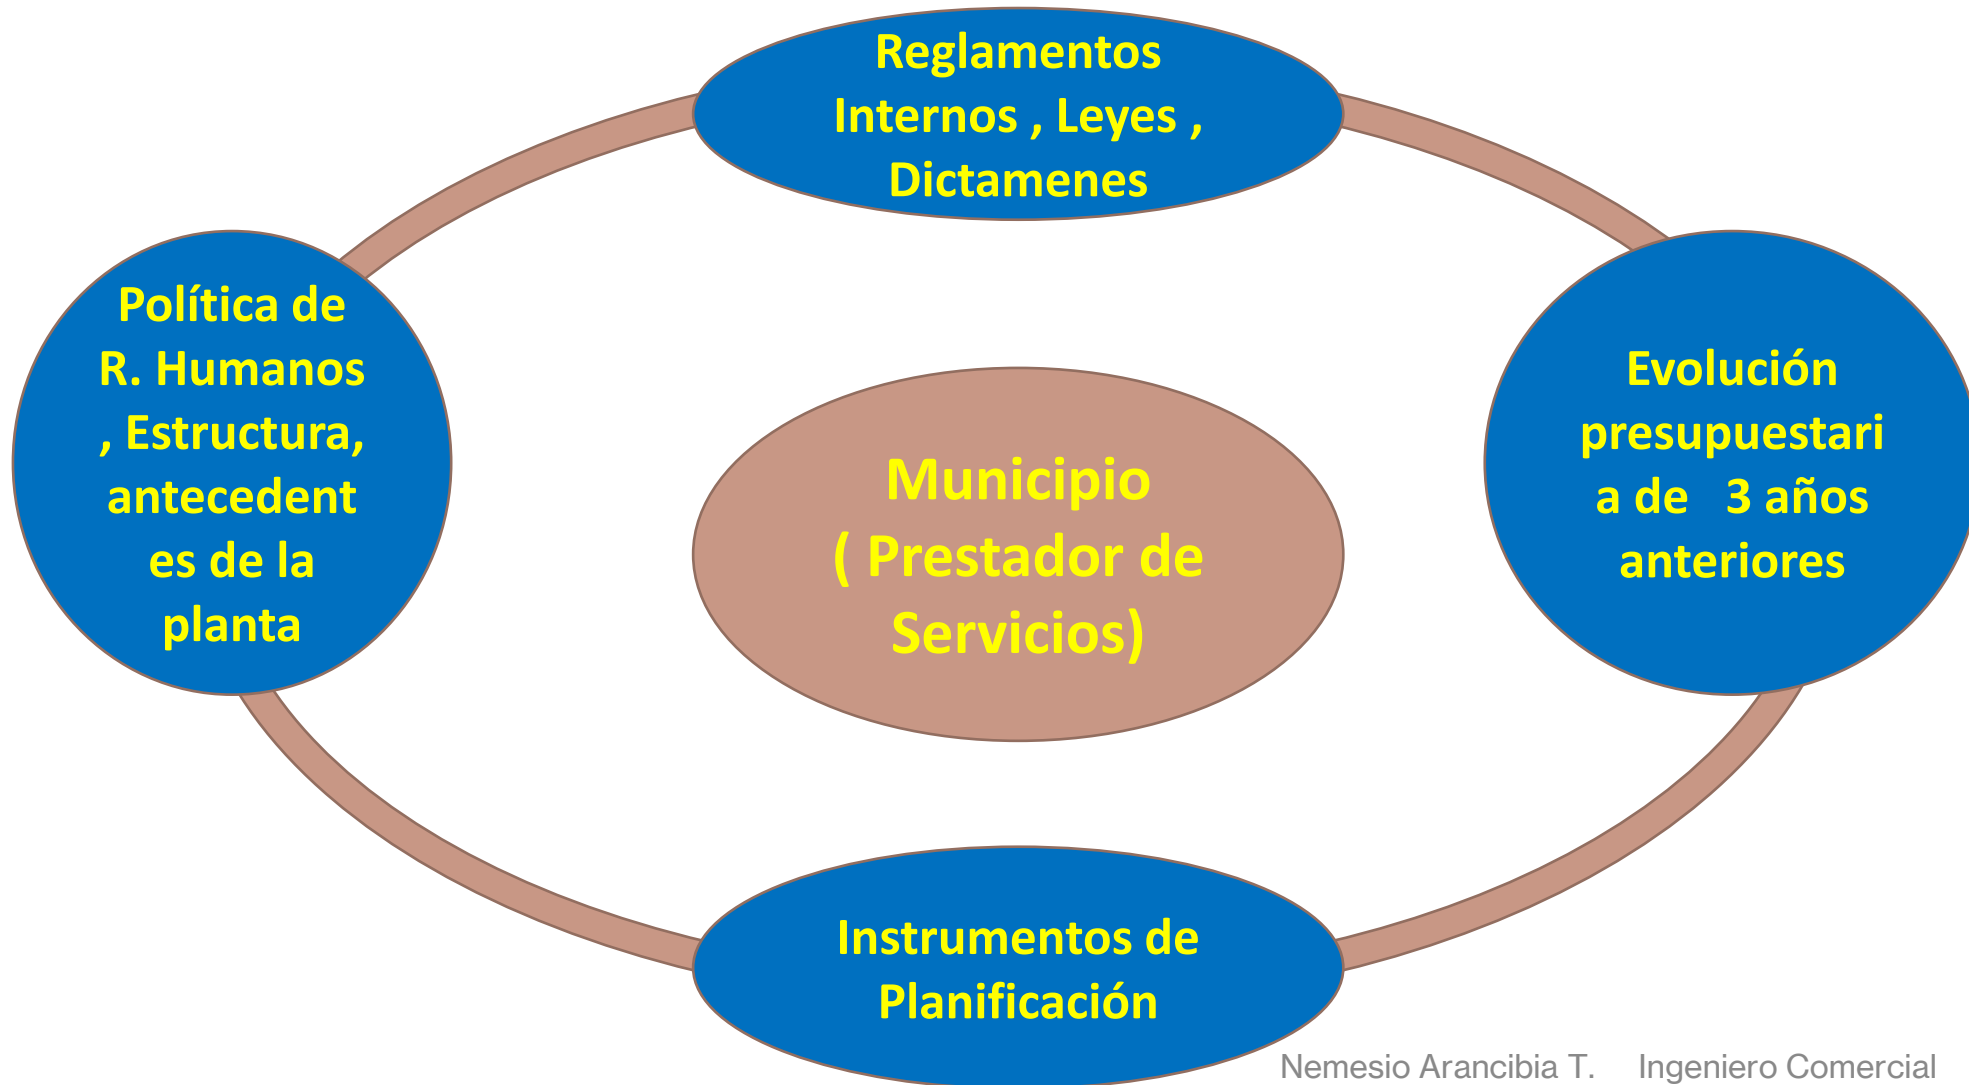 Reglamentos
Internos , Leyes ,
Dictamenes
Política de
R. Humanos
, Estructura,
antecedent
es de la
planta
Municipio
( Prestador de
Servicios)
Evolución
presupuestari
a de   3 años
anteriores
Instrumentos de
Planificación
Nemesio Arancibia T.     Ingeniero Comercial